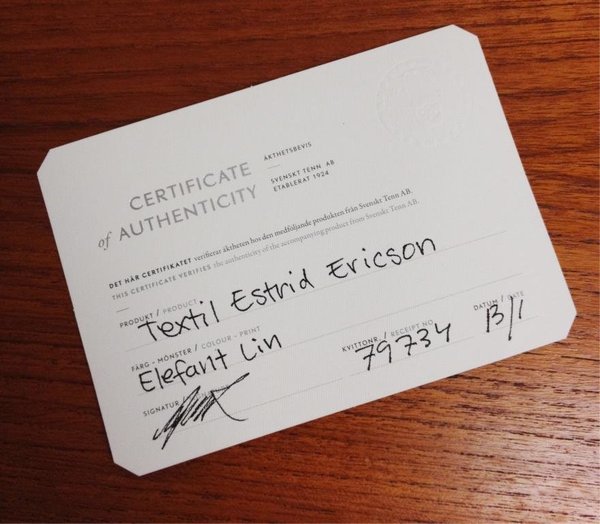 CERTIFICATE
of AUTHENTICITY
ÄKTHETSBEVIS
SVENSKT TENN AB
ETABLERAT 1924
DET HÄR CERTIFIKATET verifierar äktheten hos den medföljande produkten från Svenskt Tenn AB.
THIS CERTIFICATE VERIFIES the authenticity of the accompanying product from Svenskt Tenn AB.
PRODUKT / PRODUCT
Textil Estrid Ericson
FÄRG - MÖNSTER / COLOUR - PRINT
Elefant Lin
KVITTONR / RECEIPT NO
79734
DATUM / DATE
13/1
SIGNATUR /